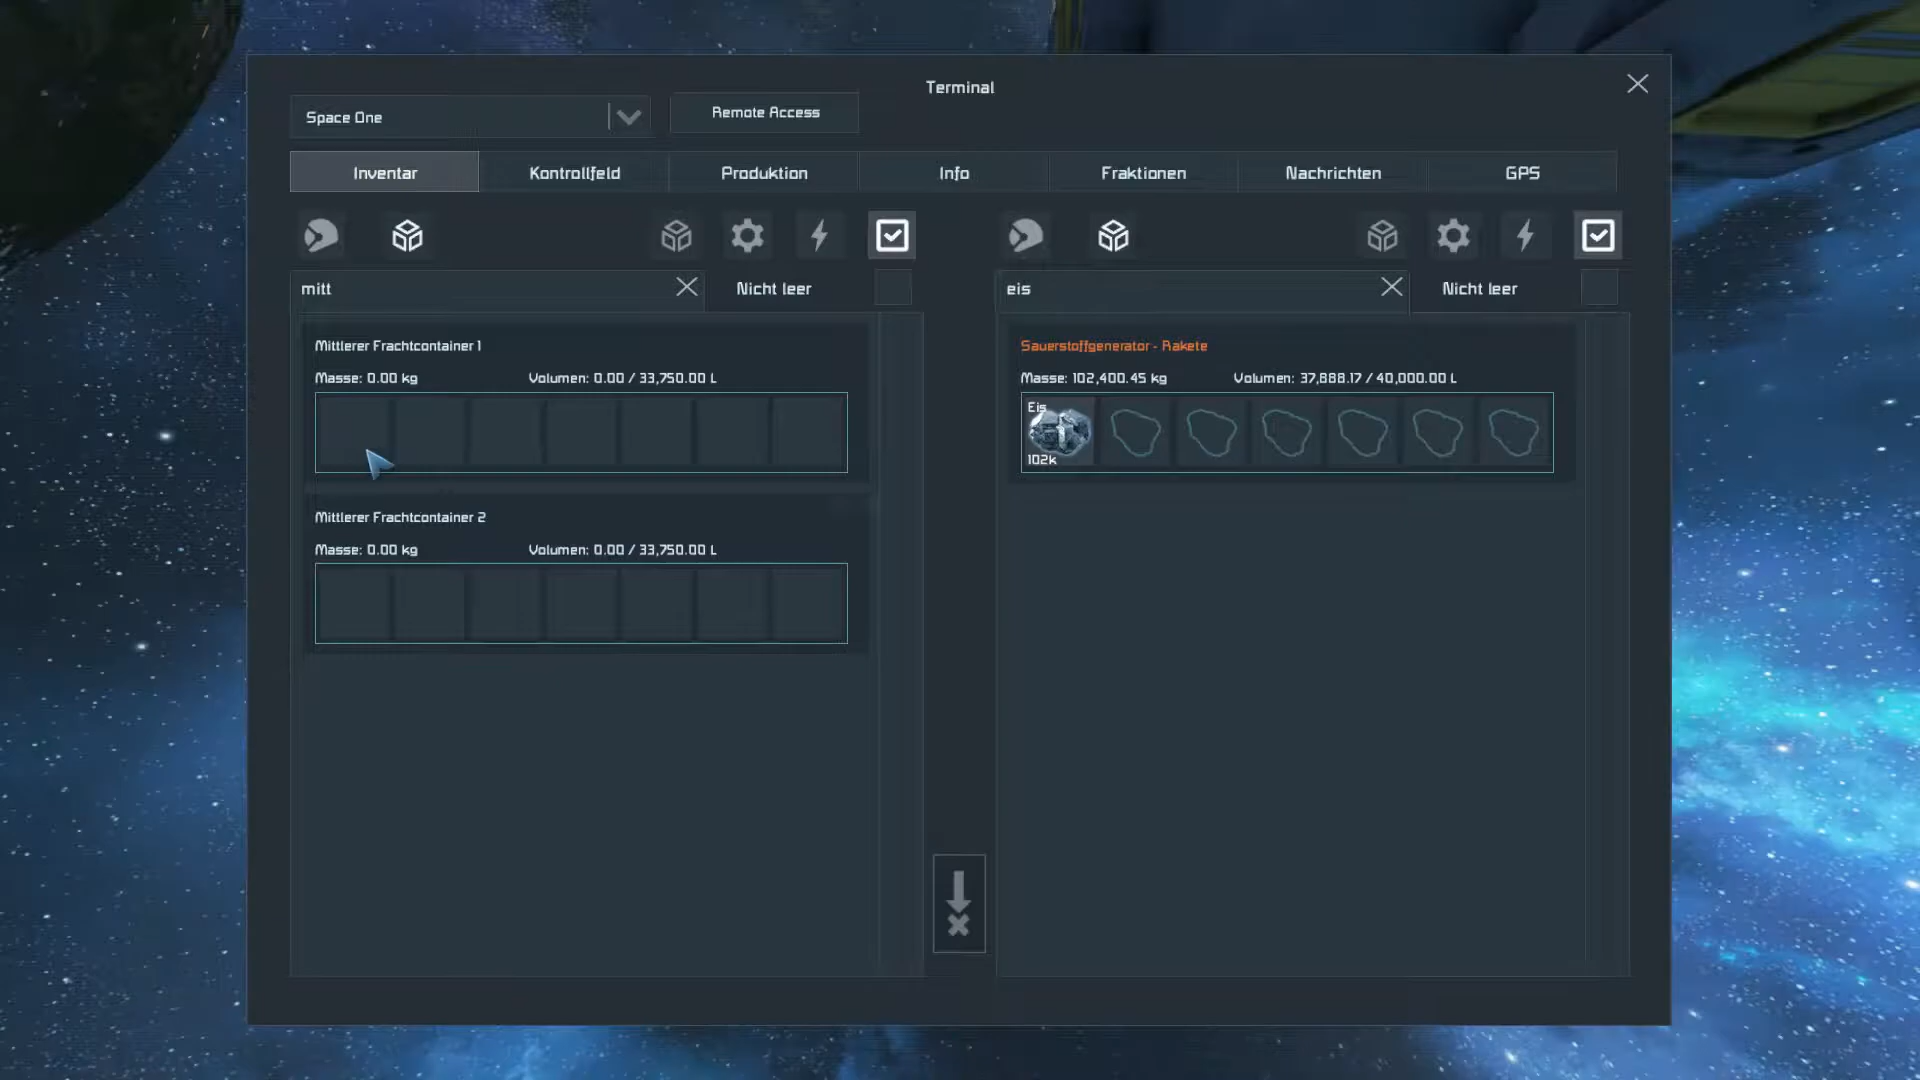 Terminal
Space One
Remote Access
Inventar
Kontrollfeld
Produktion
Info
Fraktionen
Nachrichten
GPS
mitt
Nicht leer
Mittlerer Frachtcontainer 1
Masse: 0.00 kg
Volumen: 0.00 / 33,750.00 L
Mittlerer Frachtcontainer 2
Masse: 0.00 kg
Volumen: 0.00 / 33,750.00 L
eis
Nicht leer
Sauerstoffgenerator - Rakete
Masse: 102,400.45 kg
Volumen: 37,888.17 / 40,000.00 L
Eis
102k